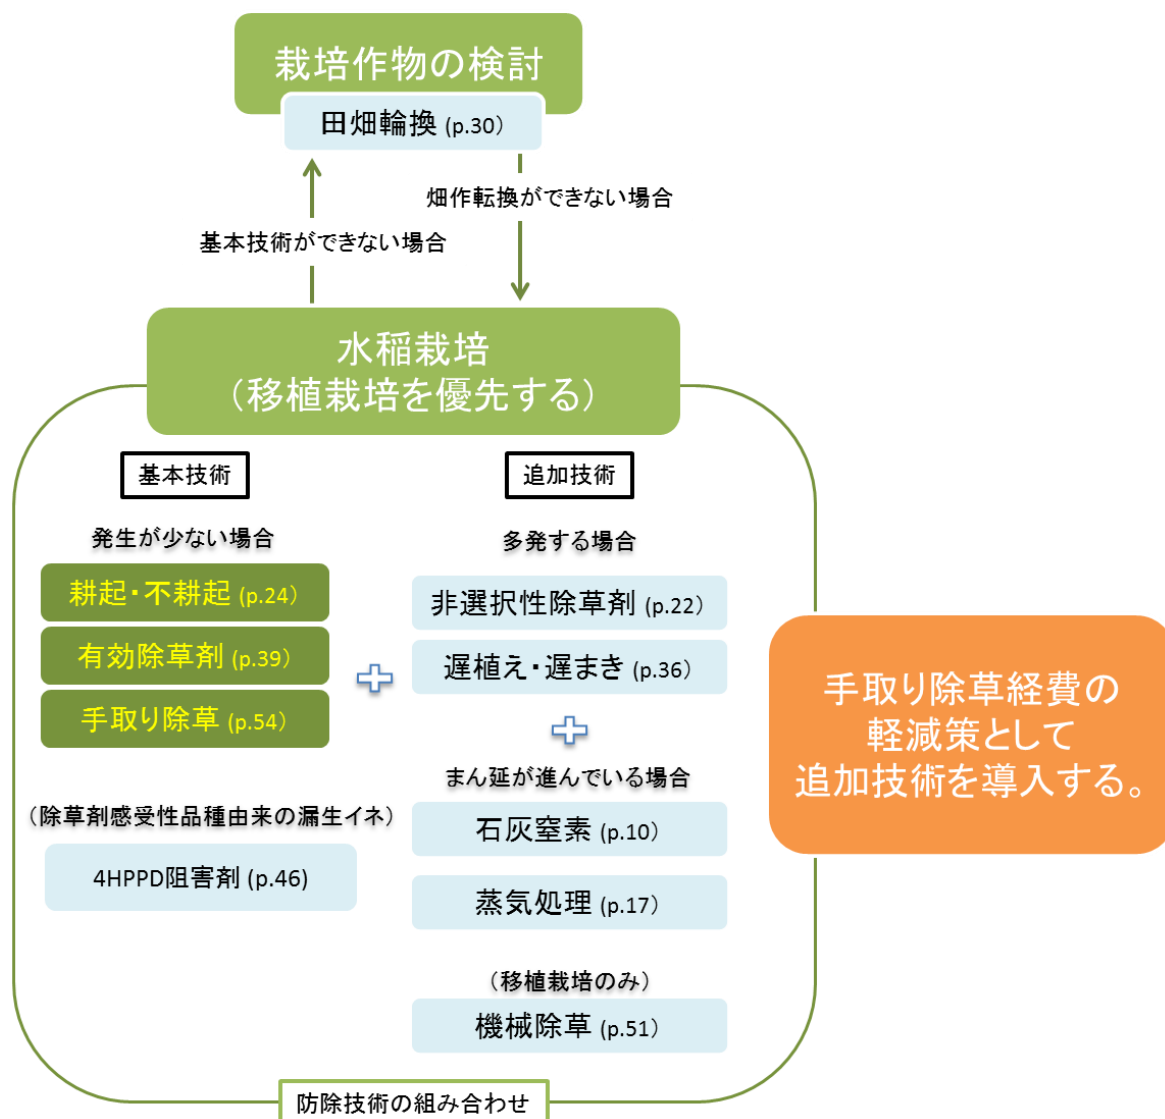 栽培作物の検討
田畑輪換 (p.30)
畑作転換ができない場合
基本技術ができない場合
水稲栽培
(移植栽培を優先する)
基本技術
発生が少ない場合
耕起・不耕起 (p.24)
有効除草剤 (p.39)
手取り除草 (p.54)
(除草剤感受性品種由来の漏生イネ)
4HPPD阻害剤 (p.46)
追加技術
多発する場合
非選択性除草剤 (p.22)
遅植え・遅まき (p.36)
まん延が進んでいる場合
石灰窒素 (p.10)
蒸気処理 (p.17)
(移植栽培のみ)
機械除草 (p.51)
手取り除草経費の
軽減策として
追加技術を導入する。
防除技術の組み合わせ